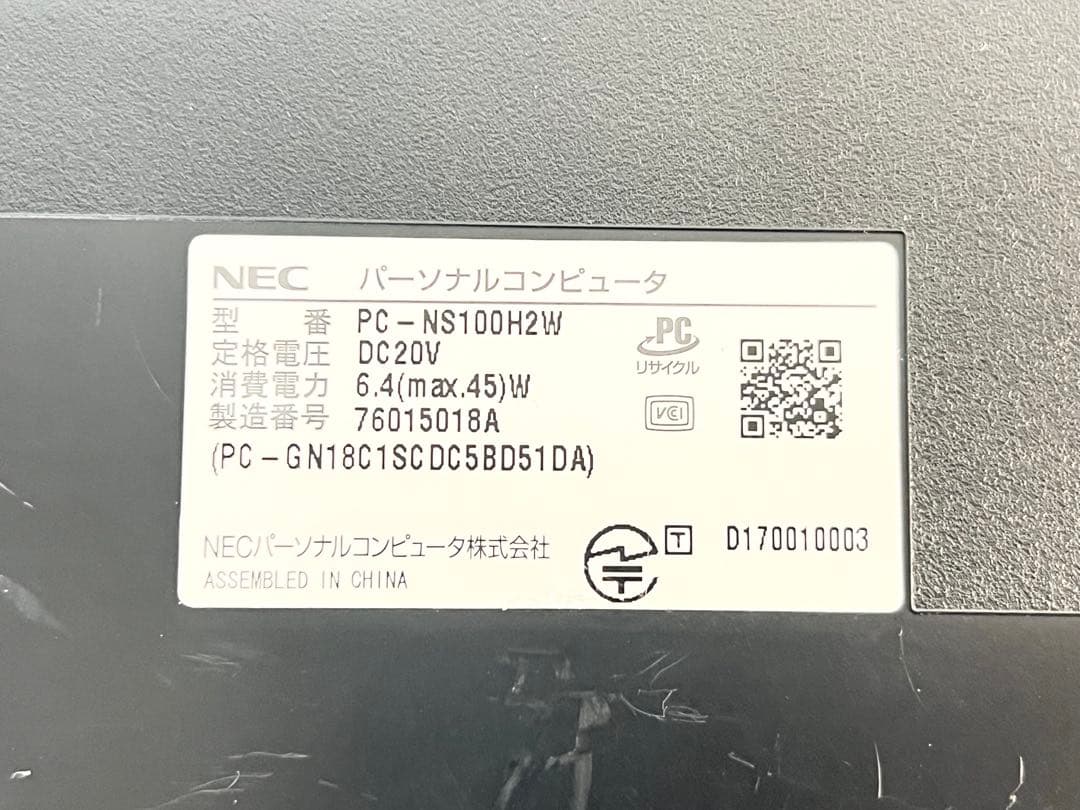 NEC パーソナルコンピュータ
型番 PC-NS100H2W
定格電圧 DC20V
消費電力 6.4(max.45)W
製造番号 76015018A
(PC-GN18C1SCDC5BD51DA)
PC
リサイクル
VCCI
NECパーソナルコンピュータ株式会社
ASSEMBLED IN CHINA
T D170010003